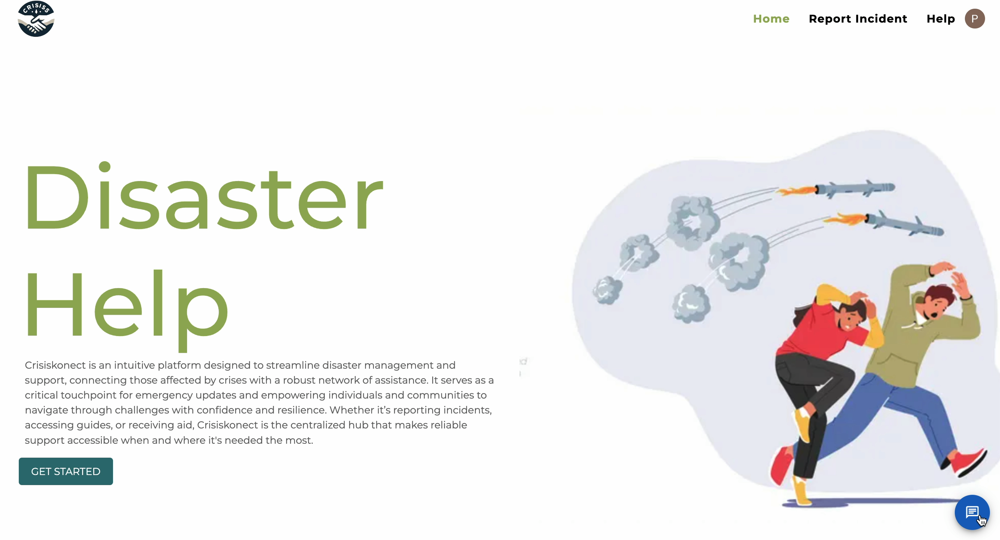 CRISISS
Home Report Incident Help P
Disaster
Help
Crisiskonect is an intuitive platform designed to streamline disaster management and
support, connecting those affected by crises with a robust network of assistance. It serves as a
critical touchpoint for emergency updates and empowering individuals and communities to
navigate through challenges with confidence and resilience. Whether it’s reporting incidents,
accessing guides, or receiving aid, Crisiskonect is the centralized hub that makes reliable
support accessible when and where it's needed the most.
GET STARTED